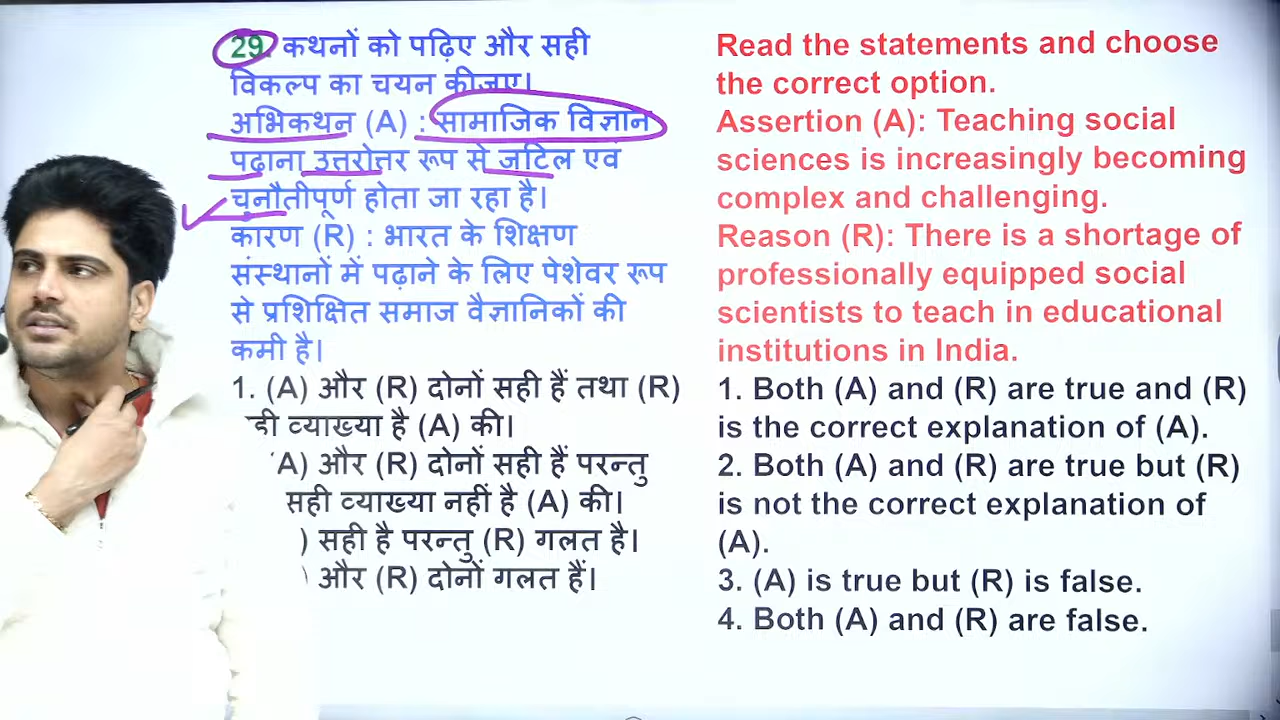 29. कथनों को पढ़िए और सही
विकल्प का चयन कीजाए।
अभिकथन (A) : सामाजिक विज्ञान
पढ़ाना उत्तरोत्तर रूप से जटिल एवं
चुनौतीपूर्ण होता जा रहा है।
कारण (R) : भारत के शिक्षण
संस्थानों में पढ़ाने के लिए पेशेवर रूप
से प्रशिक्षित समाज वैज्ञानिकों की
कमी है।
1. (A) और (R) दोनों सही हैं तथा (R)
व्याख्या है (A) की।
A) और (R) दोनों सही हैं परन्तु
सही व्याख्या नहीं है (A) की।
) सही है परन्तु (R) गलत है।
) और (R) दोनों गलत हैं।
Read the statements and choose
the correct option.
Assertion (A): Teaching social
sciences is increasingly becoming
complex and challenging.
Reason (R): There is a shortage of
professionally equipped social
scientists to teach in educational
institutions in India.
1. Both (A) and (R) are true and (R)
is the correct explanation of (A).
2. Both (A) and (R) are true but (R)
is not the correct explanation of
(A).
3. (A) is true but (R) is false.
4. Both (A) and (R) are false.